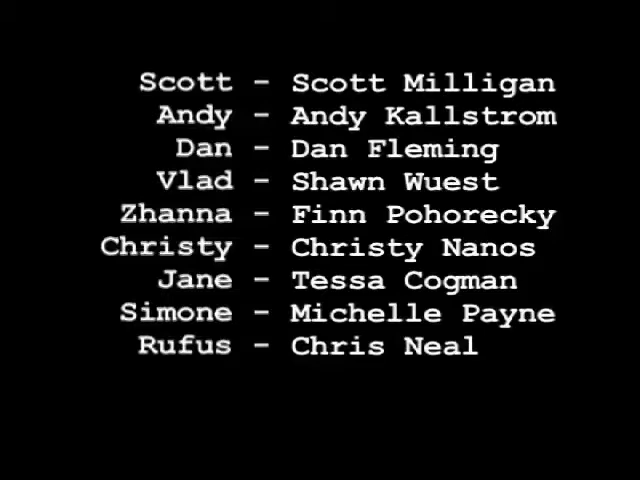 Scott - Scott Milligan
Andy - Andy Kallstrom
Dan - Dan Fleming
Vlad - Shawn Wuest
Zhanna - Finn Pohorecky
Christy - Christy Nanos
Jane - Tessa Cogman
Simone - Michelle Payne
Rufus - Chris Neal